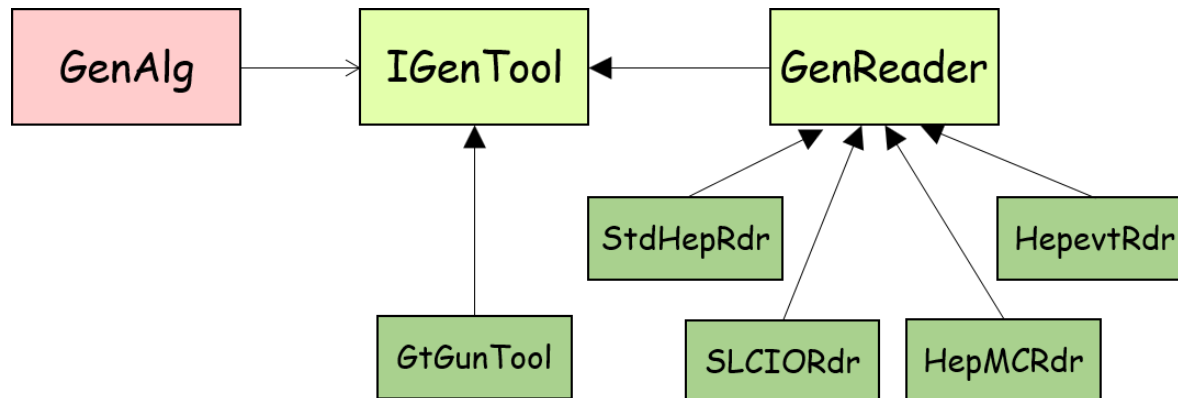 GenAlg
IGenTool
GenReader
StdHepRdr
HepevtRdr
GtGunTool
SLCIORdr
HepMCRdr